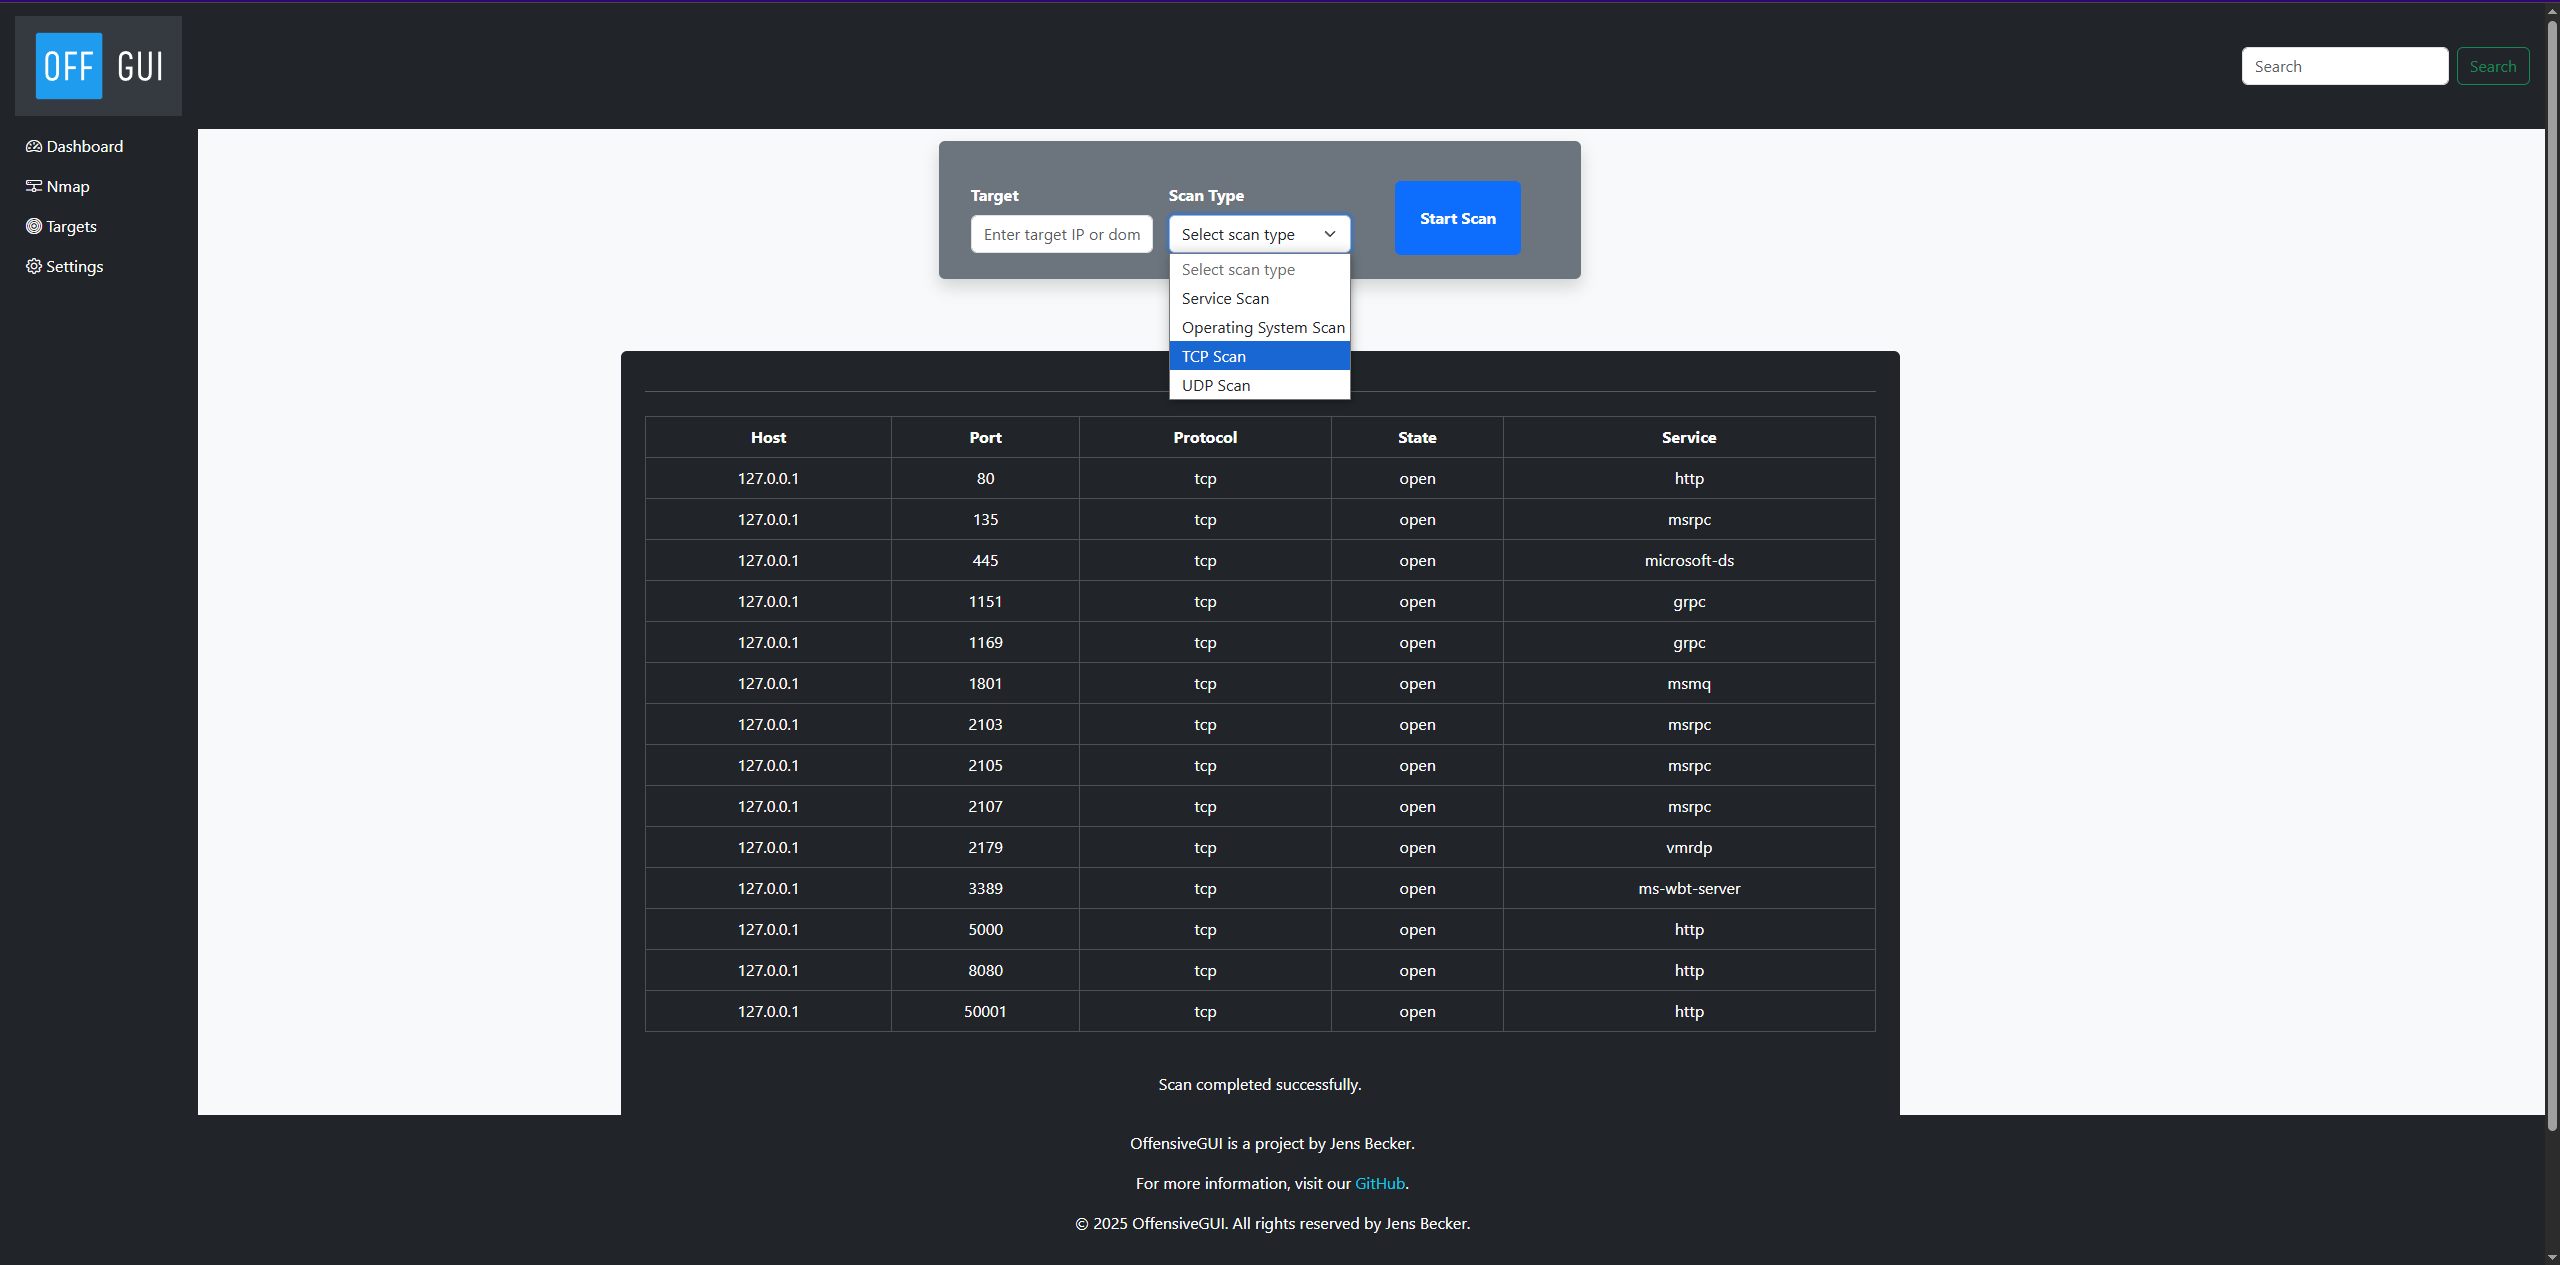 OFF GUI
Search Search
Dashboard
Nmap
Targets
Settings
Target Scan Type
Enter target IP or dom Select scan type Start Scan
Select scan type
Service Scan
Operating System Scan
TCP Scan
UDP Scan
Host Port Protocol State Service
127.0.0.1 80 tcp open http
127.0.0.1 135 tcp open msrpc
127.0.0.1 445 tcp open microsoft-ds
127.0.0.1 1151 tcp open grpc
127.0.0.1 1169 tcp open grpc
127.0.0.1 1801 tcp open msmq
127.0.0.1 2103 tcp open msrpc
127.0.0.1 2105 tcp open msrpc
127.0.0.1 2107 tcp open msrpc
127.0.0.1 2179 tcp open vmrdp
127.0.0.1 3389 tcp open ms-wbt-server
127.0.0.1 5000 tcp open http
127.0.0.1 8080 tcp open http
127.0.0.1 50001 tcp open http
Scan completed successfully.
OffensiveGUI is a project by Jens Becker.
For more information, visit our GitHub.
© 2025 OffensiveGUI. All rights reserved by Jens Becker.